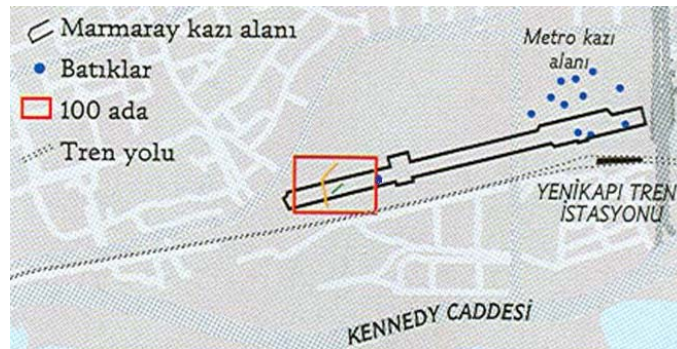 Marmaray kazı alanı
Batıklar
100 ada
Tren yolu
Metro kazı
alanı
YENİKAPI TREN
İSTASYONU
KENNEDY CADDESİ